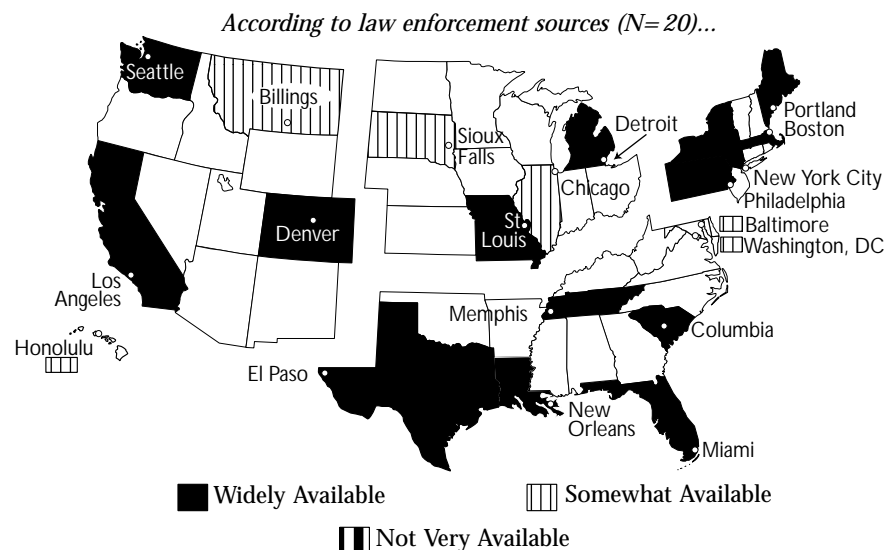 According to law enforcement sources (N=20)...
Seattle
Billings
Sioux
Falls
Detroit
Portland
Boston
Chicago
New York City
Philadelphia
Baltimore
Washington, DC
Denver
St
Louis
Los
Angeles
Memphis
Columbia
Honolulu
El Paso
New
Orleans
Miami
Widely Available
Somewhat Available
Not Very Available